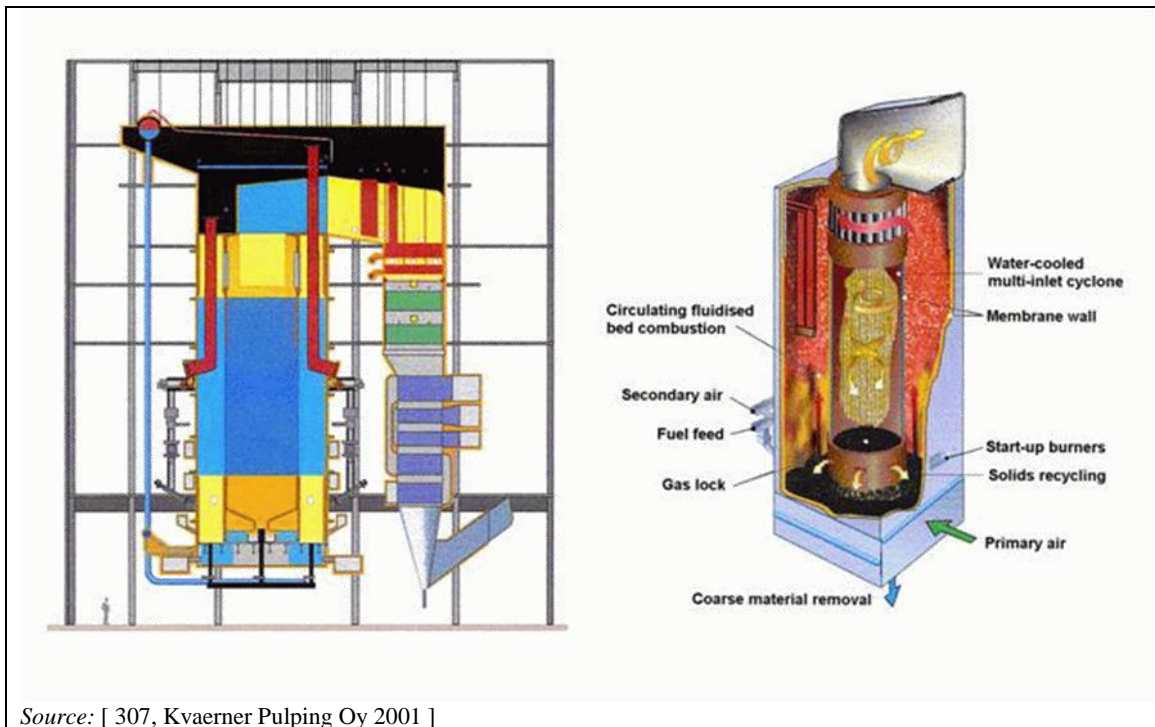 Water-cooled
multi-inlet cyclone
Membrane wall
Circulating fluidised
bed combustion
Secondary air
Fuel feed
Gas lock
Start-up burners
Solids recycling
Primary air
Coarse material removal
Source: [ 307, Kvaerner Pulping Oy 2001 ]